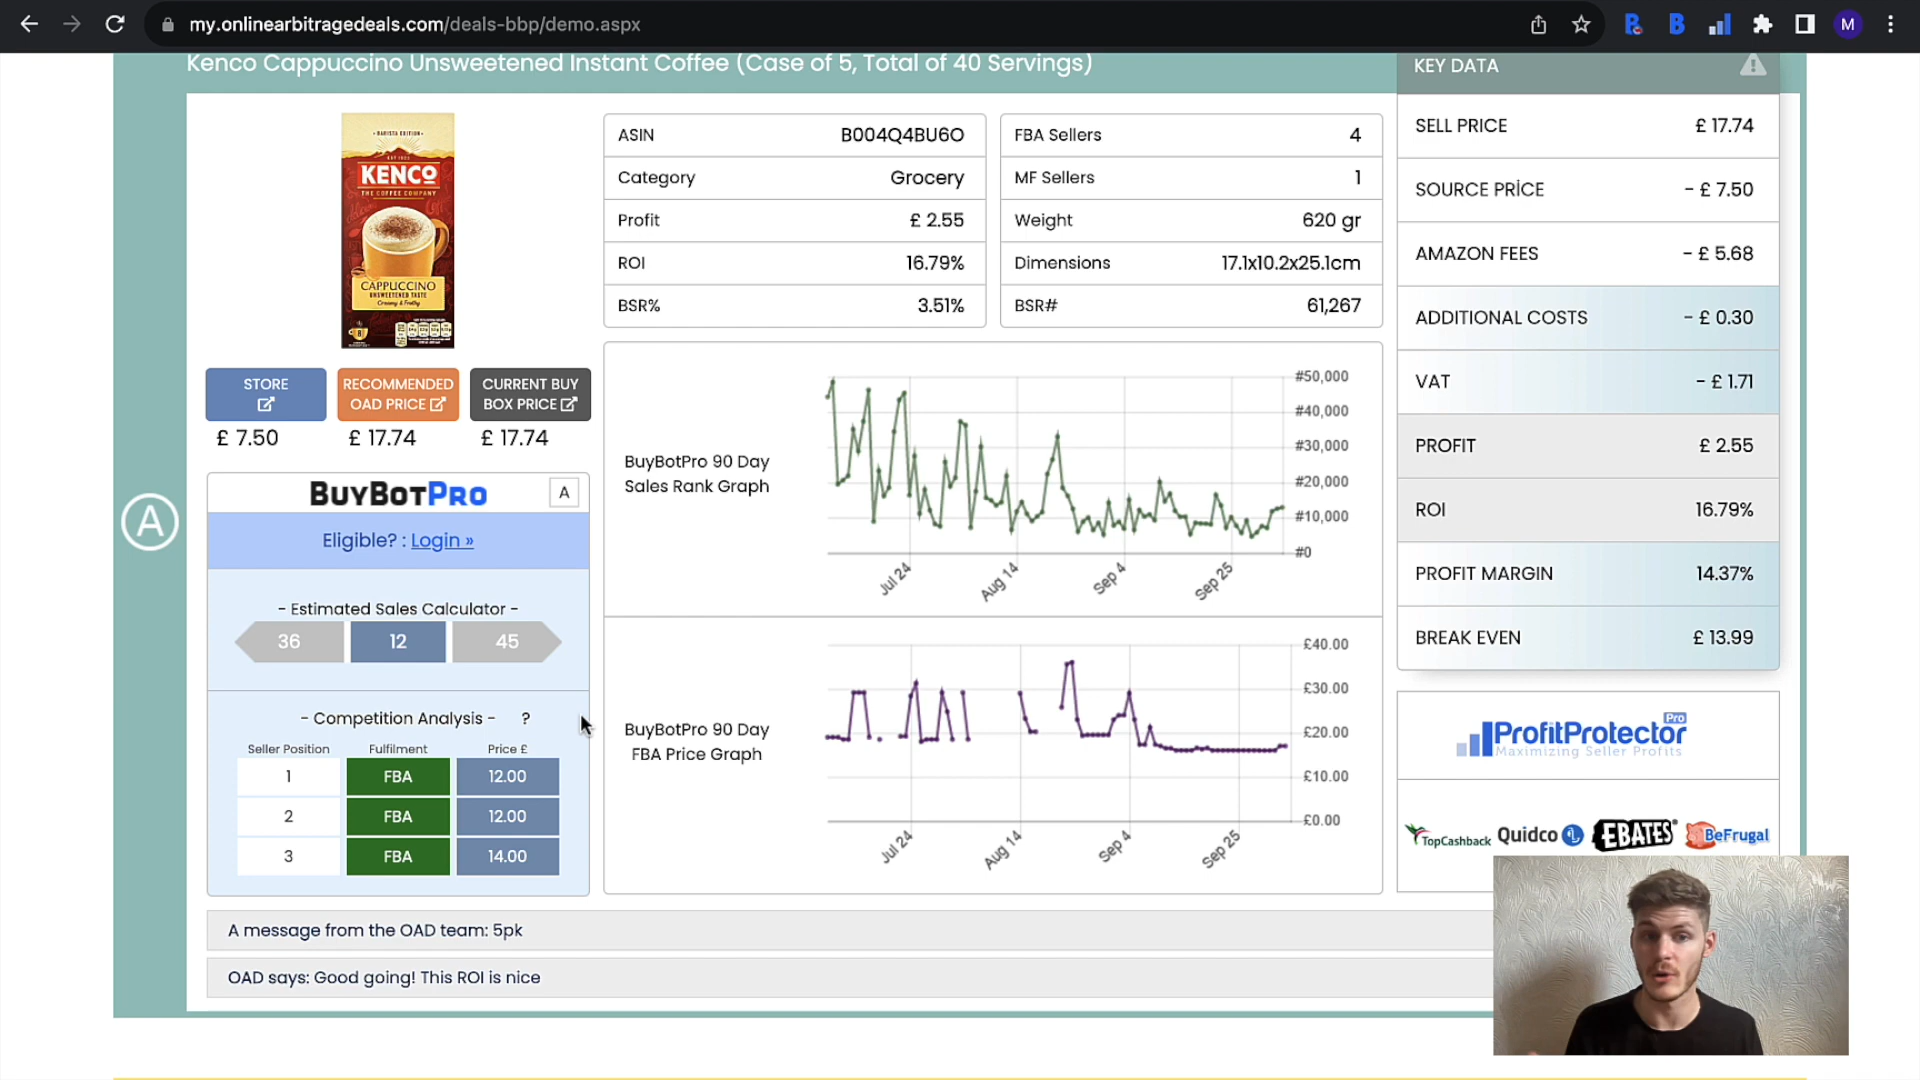 my.onlinearbitragedeals.com/deals-bbp/demo.aspx
M
Kenco Cappuccino Unsweetened Instant Coffee (Case of 5, Total of 40 Servings)
KENCO
THE COFFEE COMPANY
CAPPUCCINO
UNSWEETENED TASTE
Creamy & Frothy
STORE
£ 7.50
RECOMMENDED
OAD PRICE
£ 17.74
CURRENT BUY
BOX PRICE
£ 17.74
A
BUYBOTPRO
A
Eligible? : Login »
- Estimated Sales Calculator -
36 12 45
- Competition Analysis - ?
Seller Position Fulfilment Price £
1 FBA 12.00
2 FBA 12.00
3 FBA 14.00
ASIN B004Q4BU6O
Category Grocery
Profit £ 2.55
ROI 16.79%
BSR% 3.51%
FBA Sellers 4
MF Sellers 1
Weight 620 gr
Dimensions 17.1x10.2x25.1cm
BSR# 61,267
BuyBotPro 90 Day
Sales Rank Graph
#50,000
#40,000
#30,000
#20,000
#10,000
#0
Jul 24 Aug 14 Sep 4 Sep 25
BuyBotPro 90 Day
FBA Price Graph
£40.00
£30.00
£20.00
£10.00
£0.00
Jul 24 Aug 14 Sep 4 Sep 25
KEY DATA
SELL PRICE £ 17.74
SOURCE PRİCE - £ 7.50
AMAZON FEES - £ 5.68
ADDITIONAL COSTS - £ 0.30
VAT - £ 1.71
PROFIT £ 2.55
ROI 16.79%
PROFIT MARGIN 14.37%
BREAK EVEN £ 13.99
ProfitProtector Pro
Maximizing Seller Profits
TopCashback Quidco EBATES BeFrugal
A message from the OAD team: 5pk
OAD says: Good going! This ROI is nice